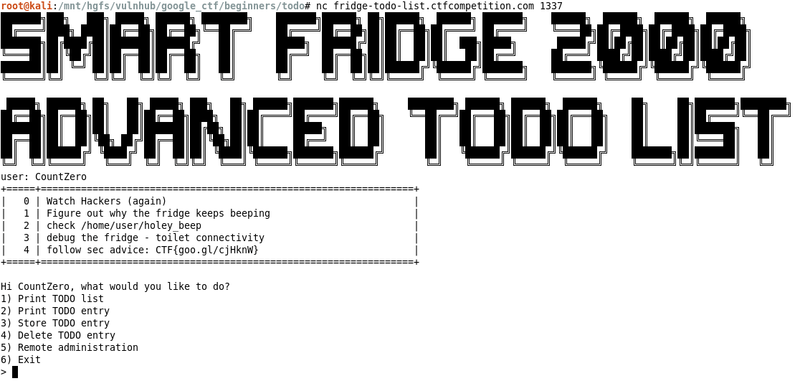 root@kali:/mnt/hgfs/vulnhub/google_ctf/beginners/todo# nc fridge-todo-list.ctfcompetition.com 1337
SMART FRIDGE 2000
ADVANCED TODO LIST
user: CountZero
+=====+============================================================+
|   0 | Watch Hackers (again)                                      |
|   1 | Figure out why the fridge keeps beeping                    |
|   2 | check /home/user/holey_beep                                |
|   3 | debug the fridge - toilet connectivity                     |
|   4 | follow sec advice: CTF{goo.gl/cjHknW}                      |
+=====+============================================================+
Hi CountZero, what would you like to do?
1) Print TODO list
2) Print TODO entry
3) Store TODO entry
4) Delete TODO entry
5) Remote administration
6) Exit
>